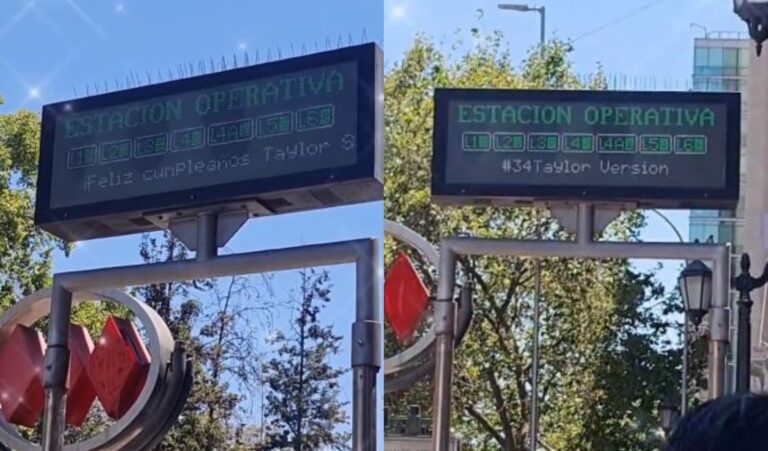 ESTACION OPERATIVA
L1 L2 L3 L4 L4A L5 L6
¡Feliz cumpleaños Taylor S
ESTACION OPERATIVA
L1 L2 L3 L4 L4A L5 L6
#34Taylor Version